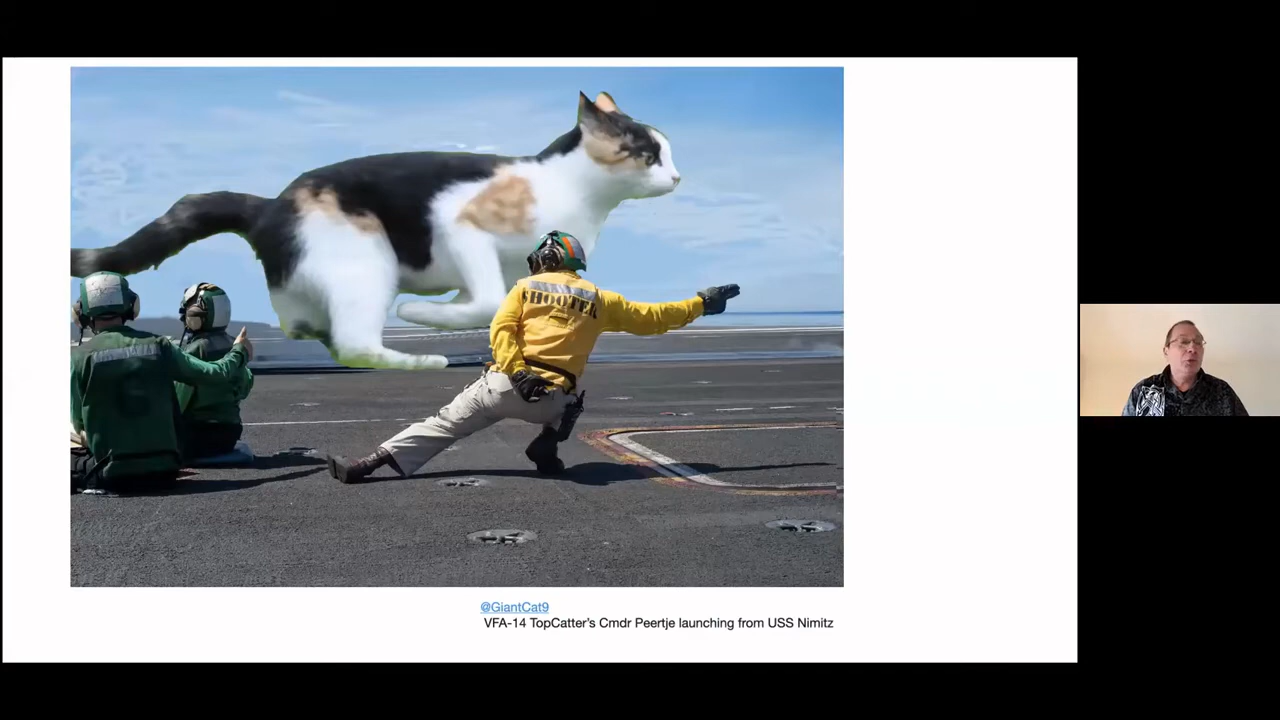 SHOOTER
@GiantCat9
VFA-14 TopCatter's Cmdr Peertje launching from USS Nimitz